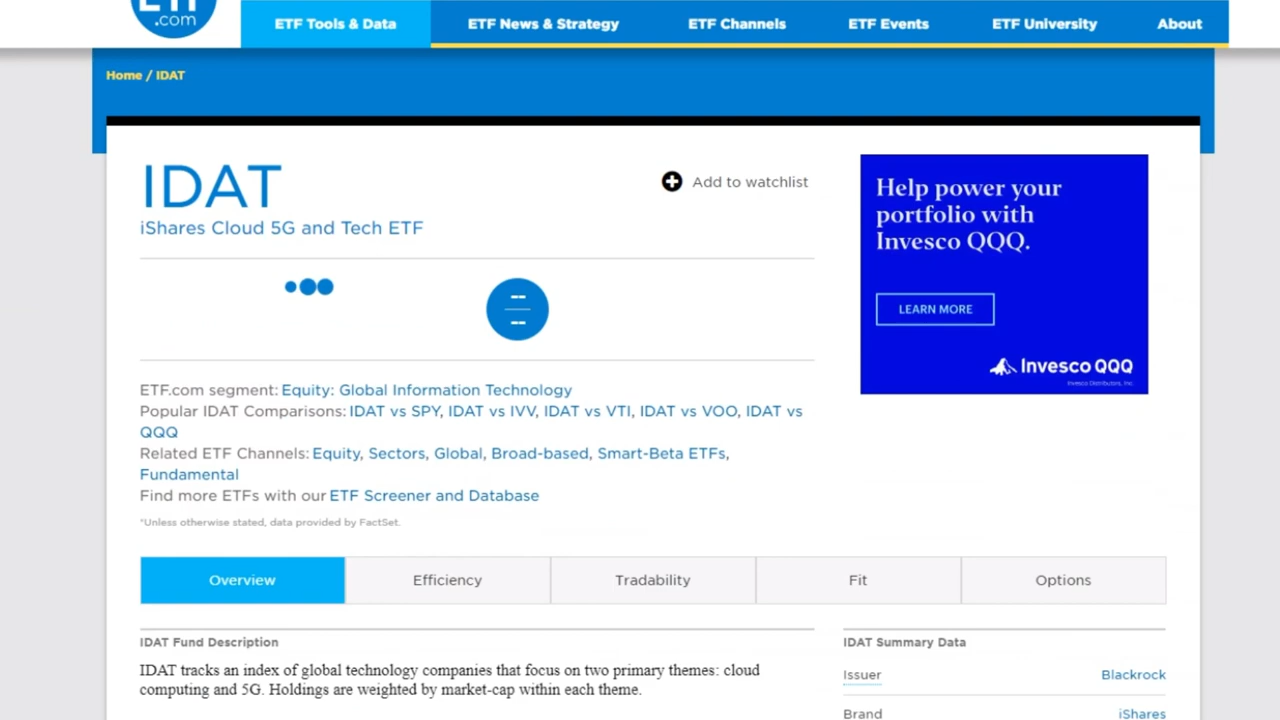 ETF
.com
ETF Tools & Data
ETF News & Strategy
ETF Channels
ETF Events
ETF University
About
Home / IDAT
IDAT
Add to watchlist
iShares Cloud 5G and Tech ETF
Help power your
portfolio with
Invesco QQQ.
LEARN MORE
Invesco QQQ
Invesco Distributors, Inc.
--
--
ETF.com segment: Equity: Global Information Technology
Popular IDAT Comparisons: IDAT vs SPY, IDAT vs IVV, IDAT vs VTI, IDAT vs VOO, IDAT vs
QQQ
Related ETF Channels: Equity, Sectors, Global, Broad-based, Smart-Beta ETFs,
Fundamental
Find more ETFs with our ETF Screener and Database
*Unless otherwise stated, data provided by FactSet.
Overview
Efficiency
Tradability
Fit
Options
IDAT Fund Description
IDAT tracks an index of global technology companies that focus on two primary themes: cloud
computing and 5G. Holdings are weighted by market-cap within each theme.
IDAT Summary Data
Issuer
Blackrock
Brand
iShares